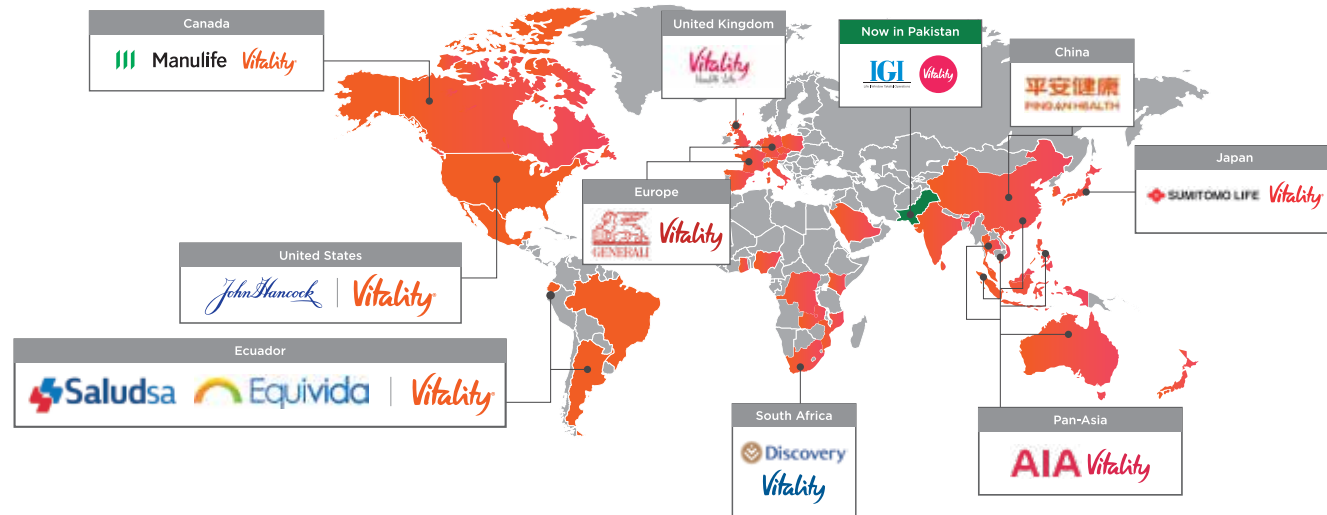 Canada
Manulife Vitality
United Kingdom
Vitality
Health Life
Now in Pakistan
IGI Vitality
China
平安健康
PINGAN HEALTH
Japan
SUMITOMO LIFE Vitality
Europe
GENERALI Vitality
United States
John Hancock Vitality
Ecuador
Saludsa Equivida Vitality
South Africa
Discovery
Vitality
Pan-Asia
AIA Vitality